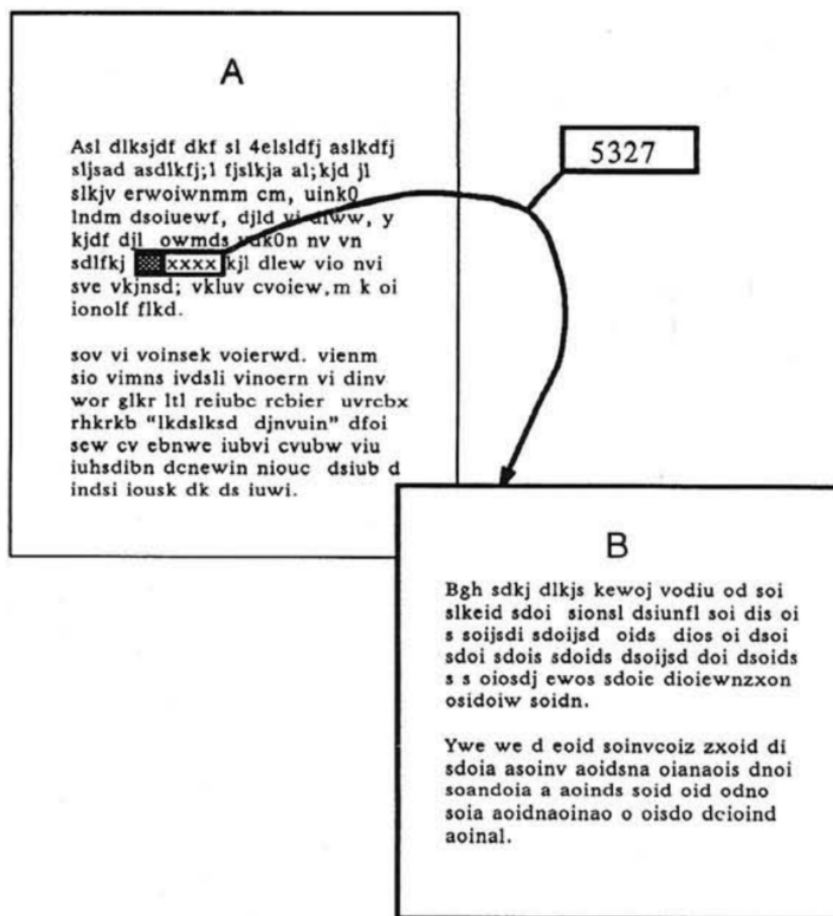 A
Asl dlksjdf dkf sl 4elsldfj aslkdfj
sljsad asdlkfj;l fjslkja al;kjd jl
slkjv erwoiwnmm cm, uink0
lndm dsoiuewf, djld vi
, y
kjdf djl owmds
nv vn
sdlfkj xxxx kjl dlew vio nvi
sve vkjnsd; vkluv cvoiew,m k oi
ionolf flkd.
sov vi voinsek voierwd. vienm
sio vimns ivdsli vinoern vi dinv
wor glkr ltl reiubc rcbier uvrcbx
rhkrkb “lkdslksd djnvuin” dfoi
sew cv ebnwe iubvi cvubw viu
iuhsdibn dcnewin niouc dsiub d
indsi iousk dk ds iuwi.
5327
B
Bgh sdkj dlkjs kewoj vodiu od soi
slkeid sdoi sionsl dsiunfl soi dis oi
s soijsdi sdoijsd oids dios oi dsoi
sdoi sdois sdoids dsoijsd doi dsoids
s s oiosdj ewos sdoie dioiewnzxon
osidoiw soidn.
Ywe we d eoid soinvcoiz zxoid di
sdoia asoinv aoidsna oianaois dnoi
soandoia a aoinds soid oid odno
soia aoidnaoinao o oisdo dcioind
aoinal.